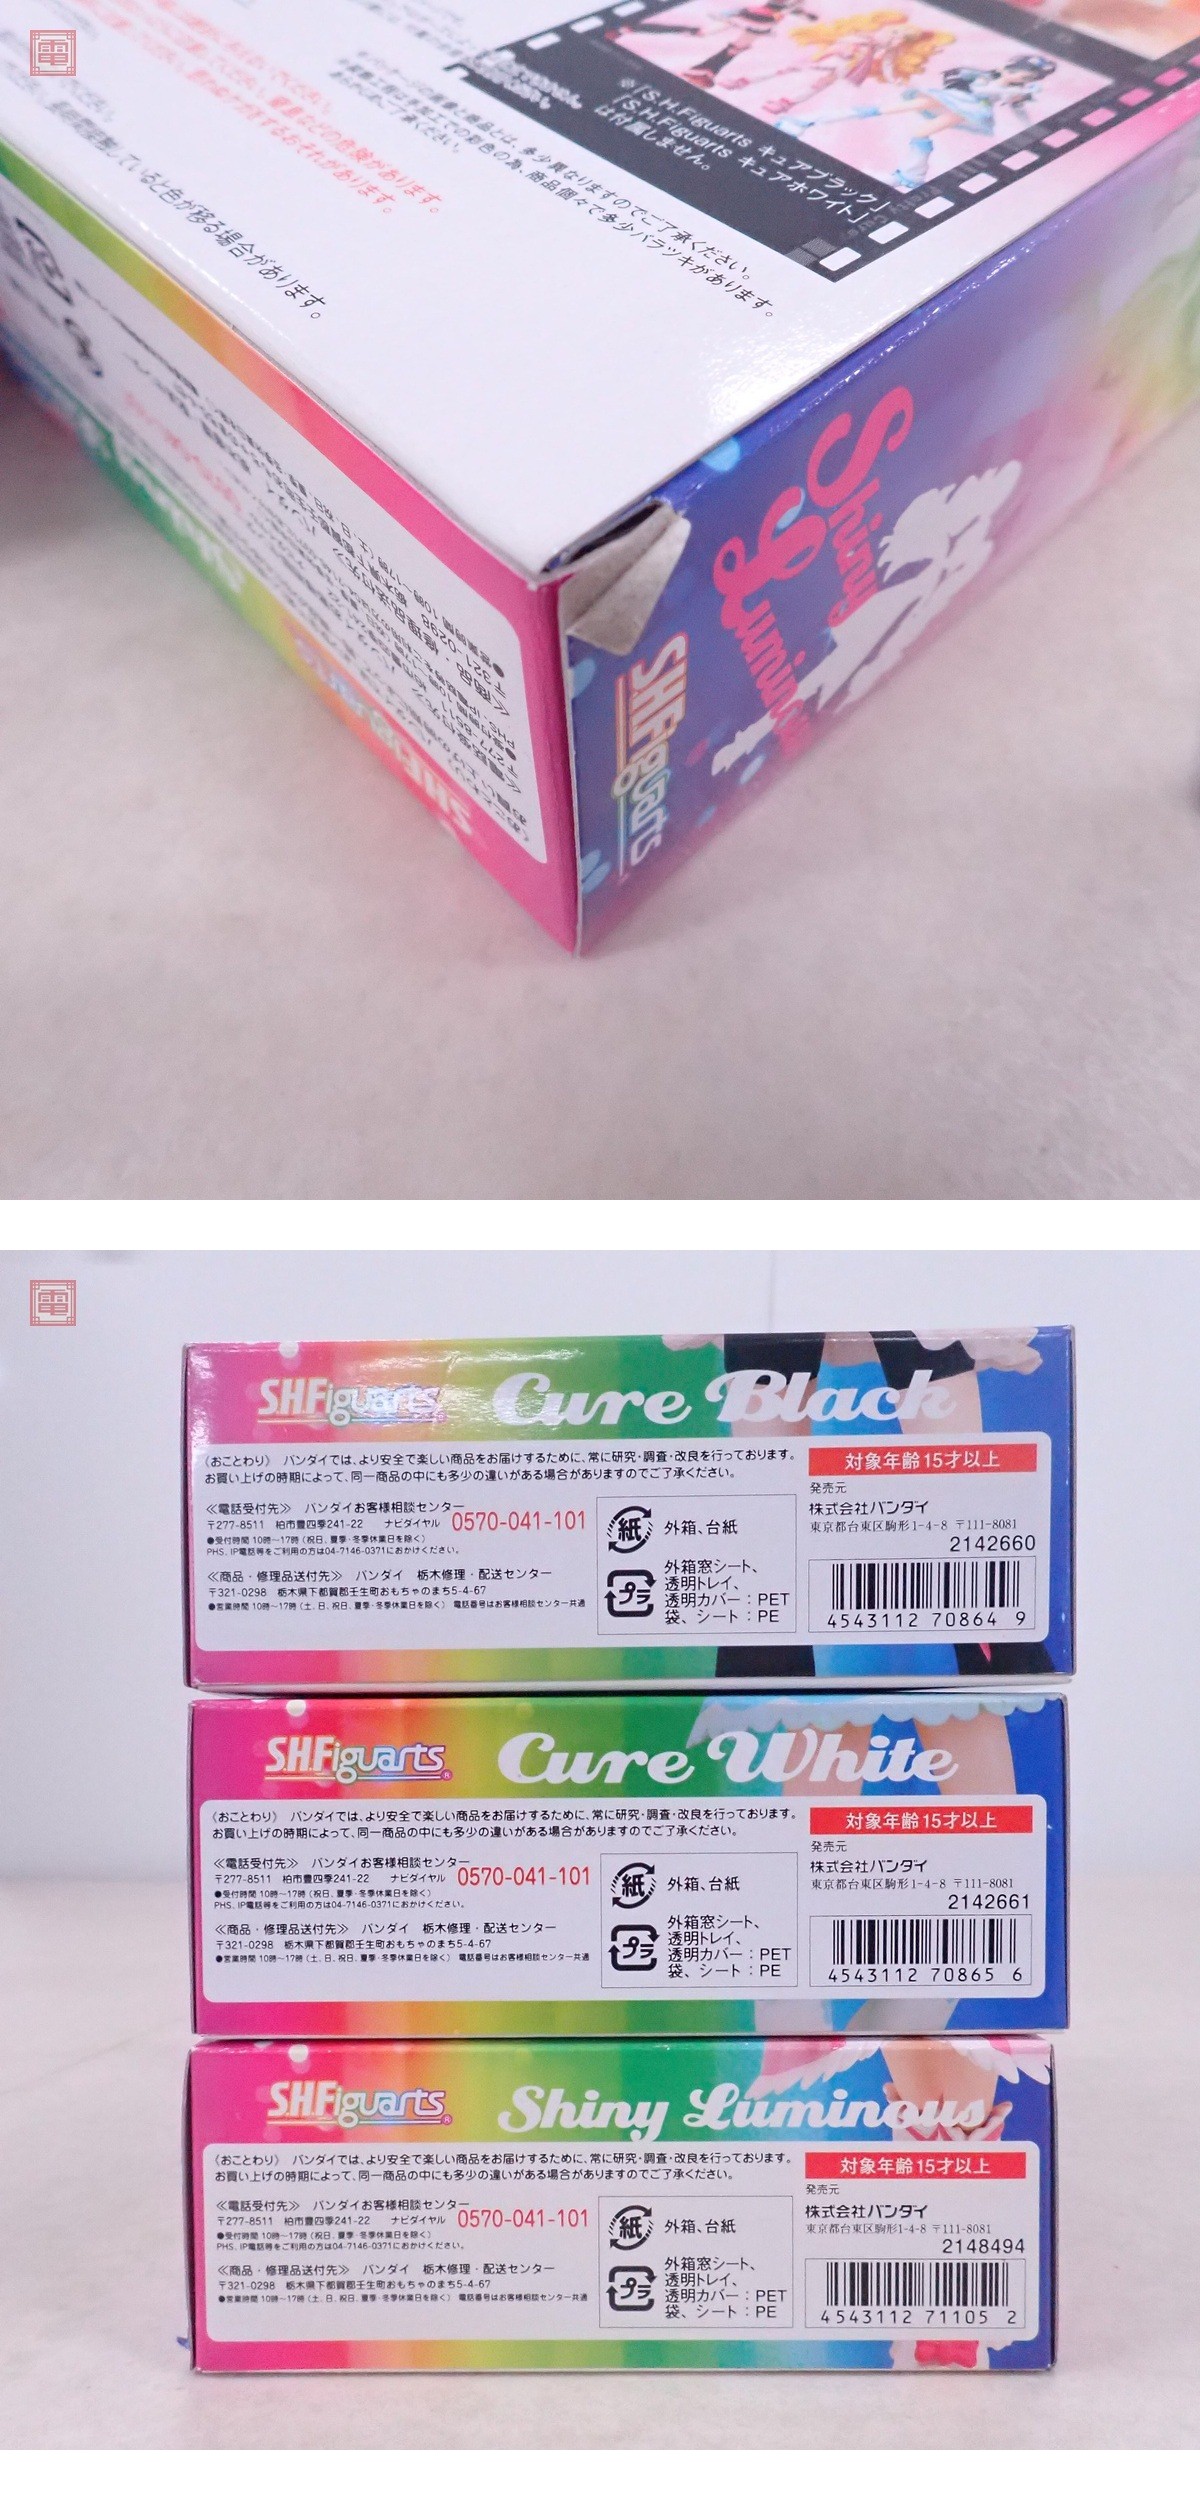 電
※「S.H.Figuarts キュアブラック」
「S.H.Figuarts キュアホワイト」
は付属しません。
多少異なりますのでご了承ください。
商品個々で多少バラツキがあります。
あらかじめご了承ください。
していると色が移る場合があります。
Shiny
Luminous
S.H.Figuarts
電
S.H.Figuarts Cure Black
《おことわり》 バンダイでは、より安全で楽しい商品をお届けするために、常に研究・調査・改良を行っております。
お買い上げの時期によって、同一商品の中にも多少の違いがある場合がありますのでご了承ください。
≪電話受付先≫ バンダイお客様相談センター
〒277-8511 柏市豊四季241-22 ナビダイヤル 0570-041-101
●受付時間 10時〜17時 (祝日、夏季・冬季休業日を除く)
PHS、IP電話等をご利用の方は04-7146-0371におかけください。
≪商品・修理品送付先≫ バンダイ 栃木修理・配送センター
〒321-0298 栃木県下都賀郡壬生町おもちゃのまち5-4-67
●営業時間 10時〜17時 (土、日、祝日、夏季・冬季休業日を除く) 電話番号はお客様相談センター共通
紙 外箱、台紙
プラ 外箱窓シート、
透明トレイ、
透明カバー：PET
袋、シート：PE
対象年齢15才以上
発売元
株式会社バンダイ
東京都台東区駒形1-4-8 〒111-8081
2142660
4543112 70864 9
S.H.Figuarts Cure White
《おことわり》 バンダイでは、より安全で楽しい商品をお届けするために、常に研究・調査・改良を行っております。
お買い上げの時期によって、同一商品の中にも多少の違いがある場合がありますのでご了承ください。
≪電話受付先≫ バンダイお客様相談センター
〒277-8511 柏市豊四季241-22 ナビダイヤル 0570-041-101
●受付時間 10時〜17時 (祝日、夏季・冬季休業日を除く)
PHS、IP電話等をご利用の方は04-7146-0371におかけください。
≪商品・修理品送付先≫ バンダイ 栃木修理・配送センター
〒321-0298 栃木県下都賀郡壬生町おもちゃのまち5-4-67
●営業時間 10時〜17時 (土、日、祝日、夏季・冬季休業日を除く) 電話番号はお客様相談センター共通
紙 外箱、台紙
プラ 外箱窓シート、
透明トレイ、
透明カバー：PET
袋、シート：PE
対象年齢15才以上
発売元
株式会社バンダイ
東京都台東区駒形1-4-8 〒111-8081
2142661
4543112 70865 6
S.H.Figuarts Shiny Luminous
《おことわり》 バンダイでは、より安全で楽しい商品をお届けするために、常に研究・調査・改良を行っております。
お買い上げの時期によって、同一商品の中にも多少の違いがある場合がありますのでご了承ください。
≪電話受付先≫ バンダイお客様相談センター
〒277-8511 柏市豊四季241-22 ナビダイヤル 0570-041-101
●受付時間 10時〜17時 (祝日、夏季・冬季休業日を除く)
PHS、IP電話等をご利用の方は04-7146-0371におかけください。
≪商品・修理品送付先≫ バンダイ 栃木修理・配送センター
〒321-0298 栃木県下都賀郡壬生町おもちゃのまち5-4-67
●営業時間 10時〜17時 (土、日、祝日、夏季・冬季休業日を除く) 電話番号はお客様相談センター共通
紙 外箱、台紙
プラ 外箱窓シート、
透明トレイ、
透明カバー：PET
袋、シート：PE
対象年齢15才以上
発売元
株式会社バンダイ
東京都台東区駒形1-4-8 〒111-8081
2148494
4543112 71105 2